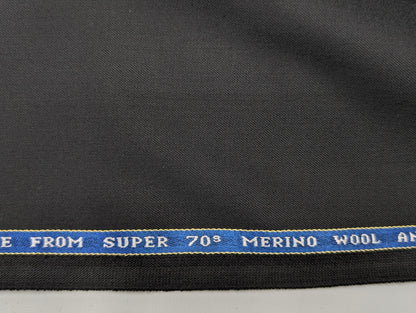 E FROM SUPER 70s MERINO WOOL AN